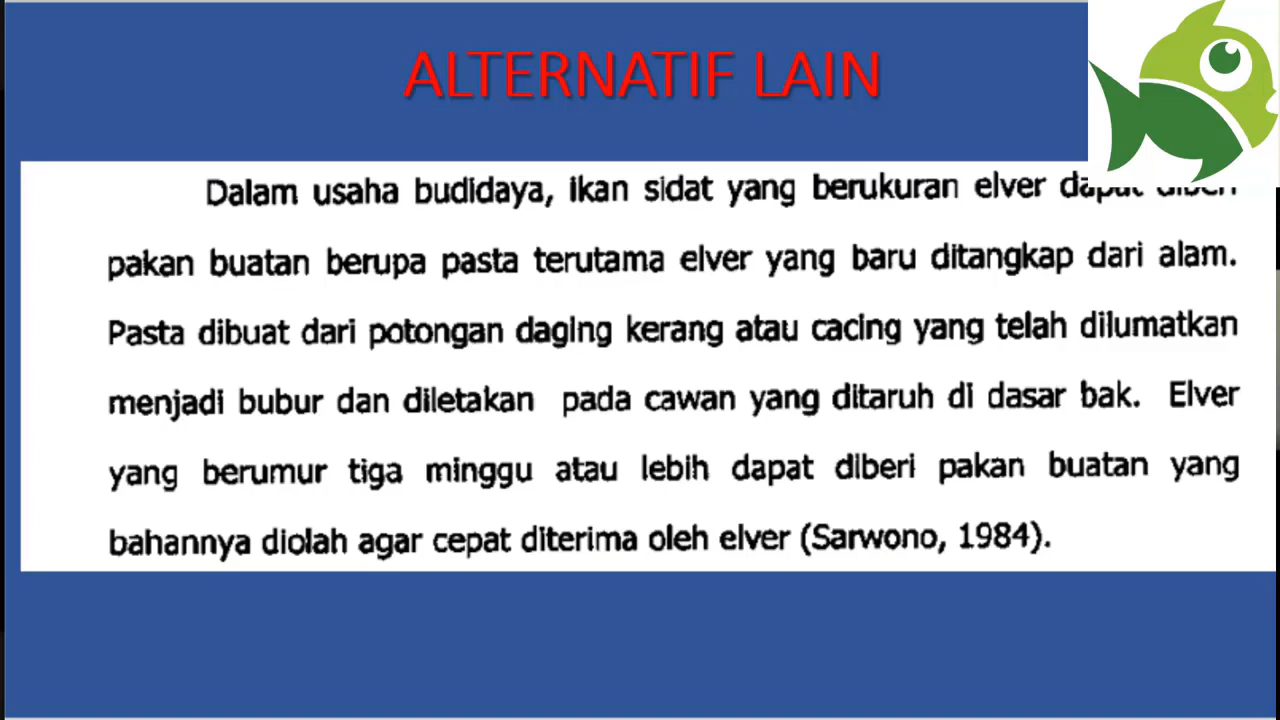 ALTERNATIF LAIN
Dalam usaha budidaya, ikan sidat yang berukuran elver dapat diberi
pakan buatan berupa pasta terutama elver yang baru ditangkap dari alam.
Pasta dibuat dari potongan daging kerang atau cacing yang telah dilumatkan
menjadi bubur dan diletakan pada cawan yang ditaruh di dasar bak. Elver
yang berumur tiga minggu atau lebih dapat diberi pakan buatan yang
bahannya diolah agar cepat diterima oleh elver (Sarwono, 1984).